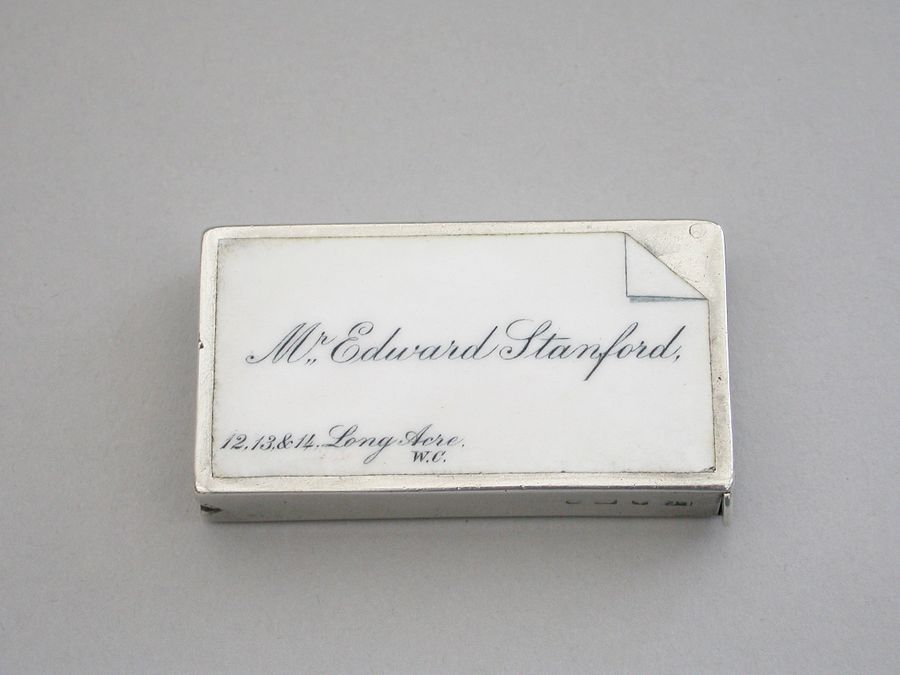 Mr,, Edward Stanford,
12, 13, & 14, Long Acre,
W.C.